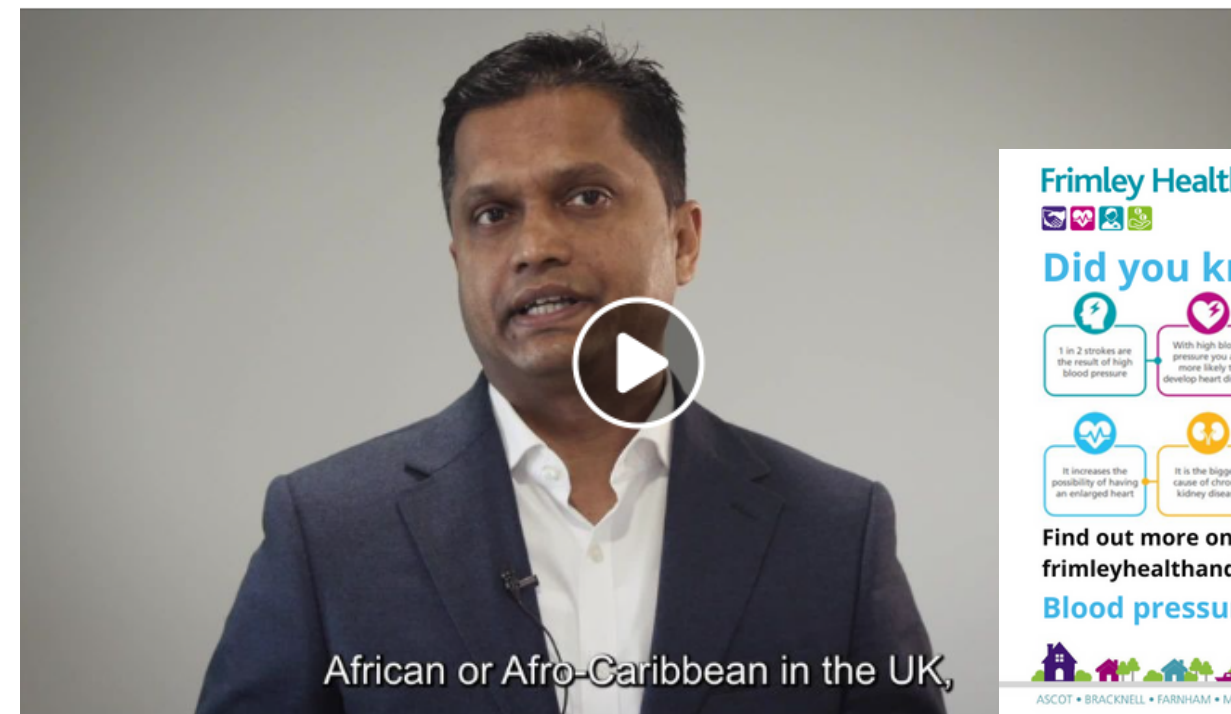 African or Afro-Caribbean in the UK,
Frimley Healt
Did you k
1 in 2 strokes are
the result of high
blood pressure
With high blo
pressure you
more likely
develop heart di
It increases the
possibility of having
an enlarged heart
It is the bigg
cause of chro
kidney disea
Find out more on
frimleyhealthand
Blood pressu
ASCOT • BRACKNELL • FARNHAM •